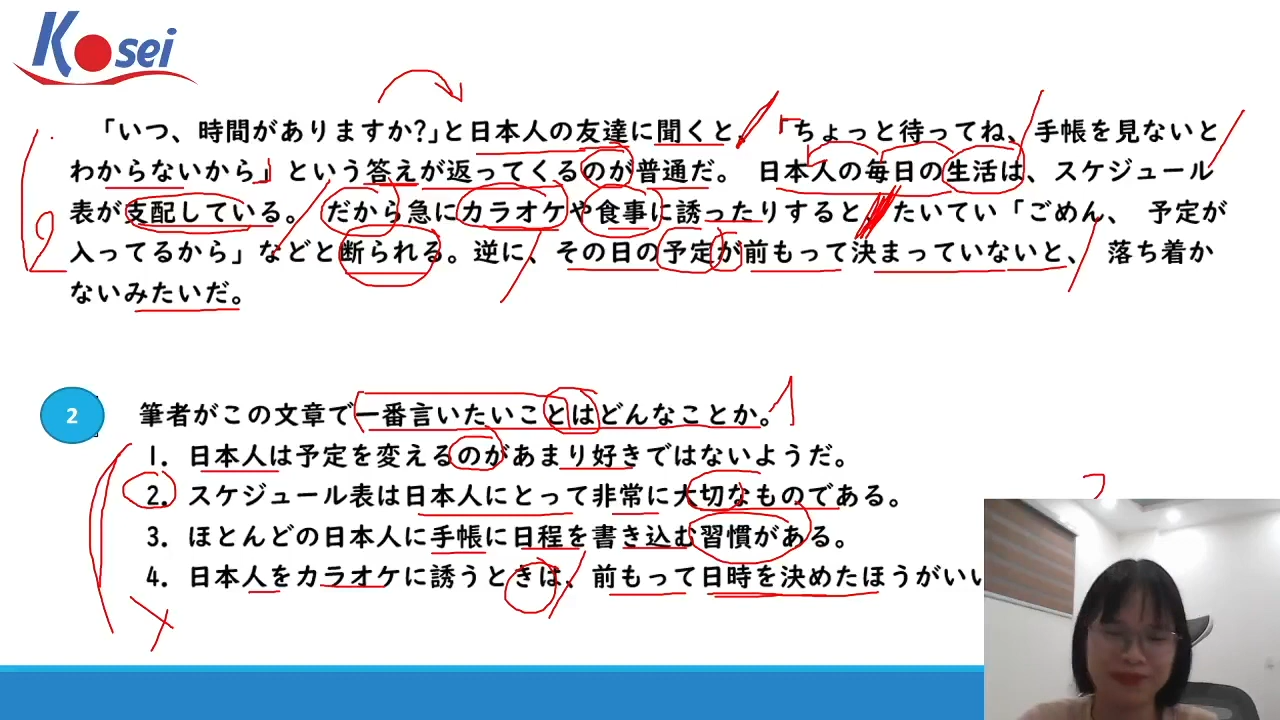 Kosei
「いつ、時間がありますか?」と日本人の友達に聞くと、「ちょっと待ってね、手帳を見ないと
わからないから」という答えが返ってくるのが普通だ。 日本人の毎日の生活は、スケジュール
表が支配している。 だから急にカラオケや食事に誘ったりすると、たいてい「ごめん、 予定が
入ってるから」などと断られる。逆に、その日の予定が前もって決まっていないと、 落ち着か
ないみたいだ。
2
筆者がこの文章で一番言いたいことはどんなことか。
1. 日本人は予定を変えるのがあまり好きではないようだ。
2. スケジュール表は日本人にとって非常に大切なものである。
3. ほとんどの日本人に手帳に日程を書き込む習慣がある。
4. 日本人をカラオケに誘うときは、前もって日時を決めたほうがいい